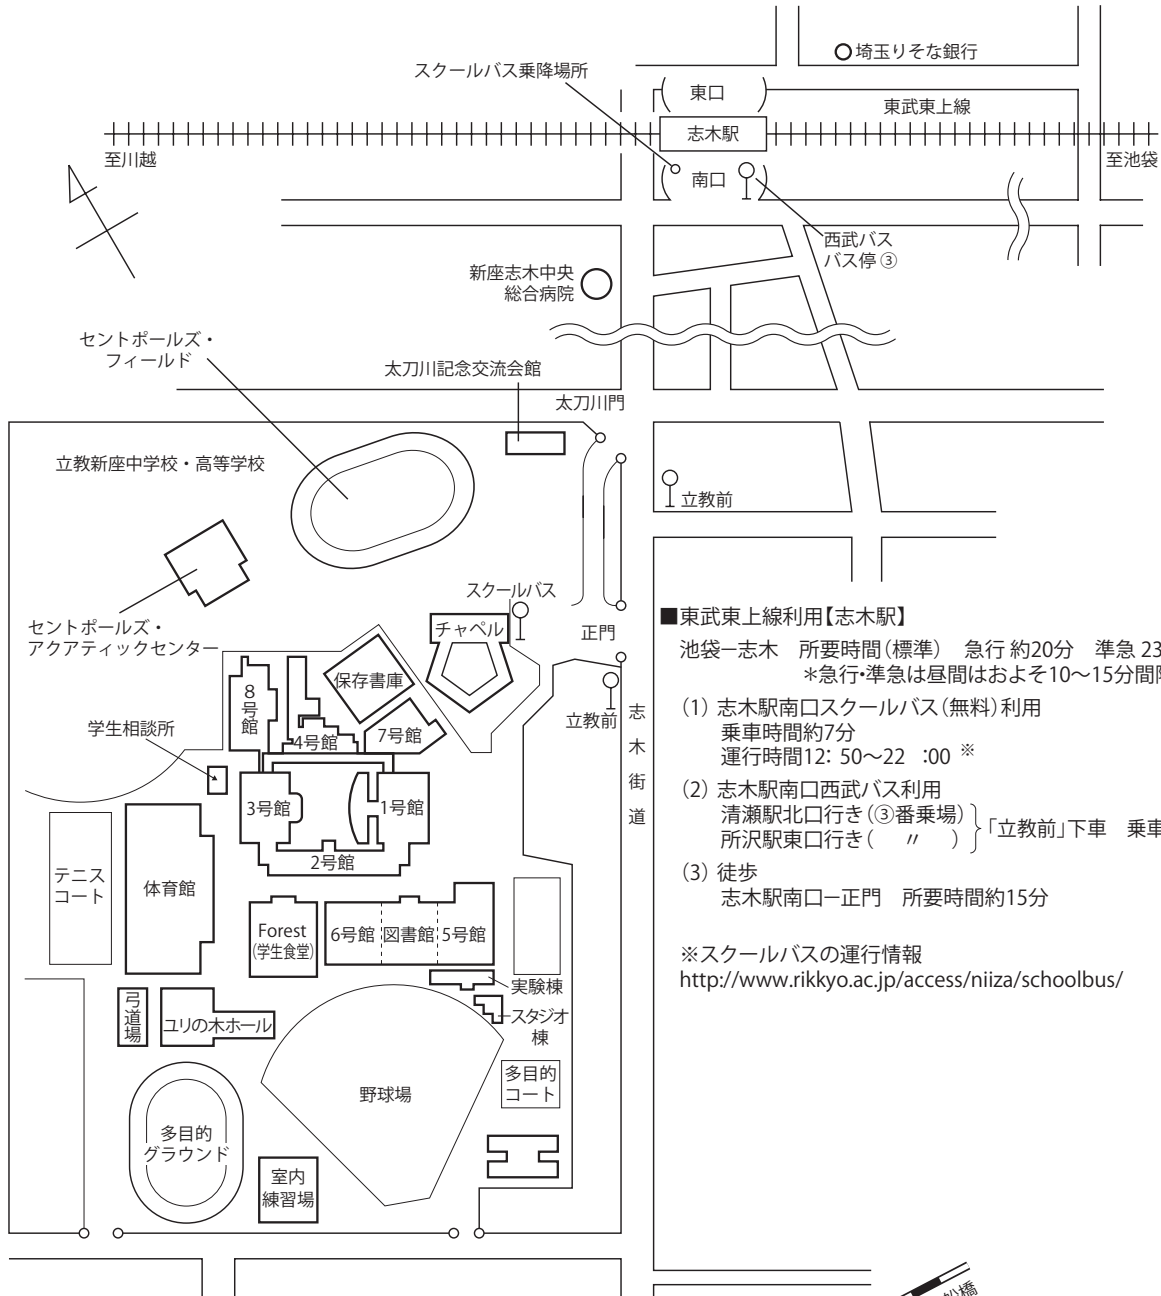 埼玉りそな銀行
スクールバス乗降場所
東口
東武東上線
志木駅
至川越
至池袋
南口
西武バス
バス停③
新座志木中央
総合病院
セントポールズ・
フィールド
太刀川記念交流会館
太刀川門
立教新座中学校・高等学校
立教前
スクールバス
セントポールズ・
アクアティックセンター
チャペル
正門
保存書庫
8号館
立教前
志木街道
学生相談所
4号館
7号館
3号館
1号館
2号館
テニス
コート
体育館
Forest
(学生食堂)
6号館
図書館
5号館
実験棟
弓道場
ユリの木ホール
スタジオ
棟
多目的
コート
野球場
多目的
グラウンド
室内
練習場
■東武東上線利用【志木駅】
池袋ー志木　所要時間(標準)　急行 約20分　準急 23
＊急行・準急は昼間はおよそ10～15分間
(1) 志木駅南口スクールバス(無料)利用
乗車時間約7分
運行時間12：50～22：00 ※
(2) 志木駅南口西武バス利用
清瀬駅北口行き(③番乗場)
所沢駅東口行き(　〃　)
「立教前」下車　乗車
(3) 徒歩
志木駅南口ー正門　所要時間約15分
※スクールバスの運行情報
http://www.rikkyo.ac.jp/access/niiza/schoolbus/